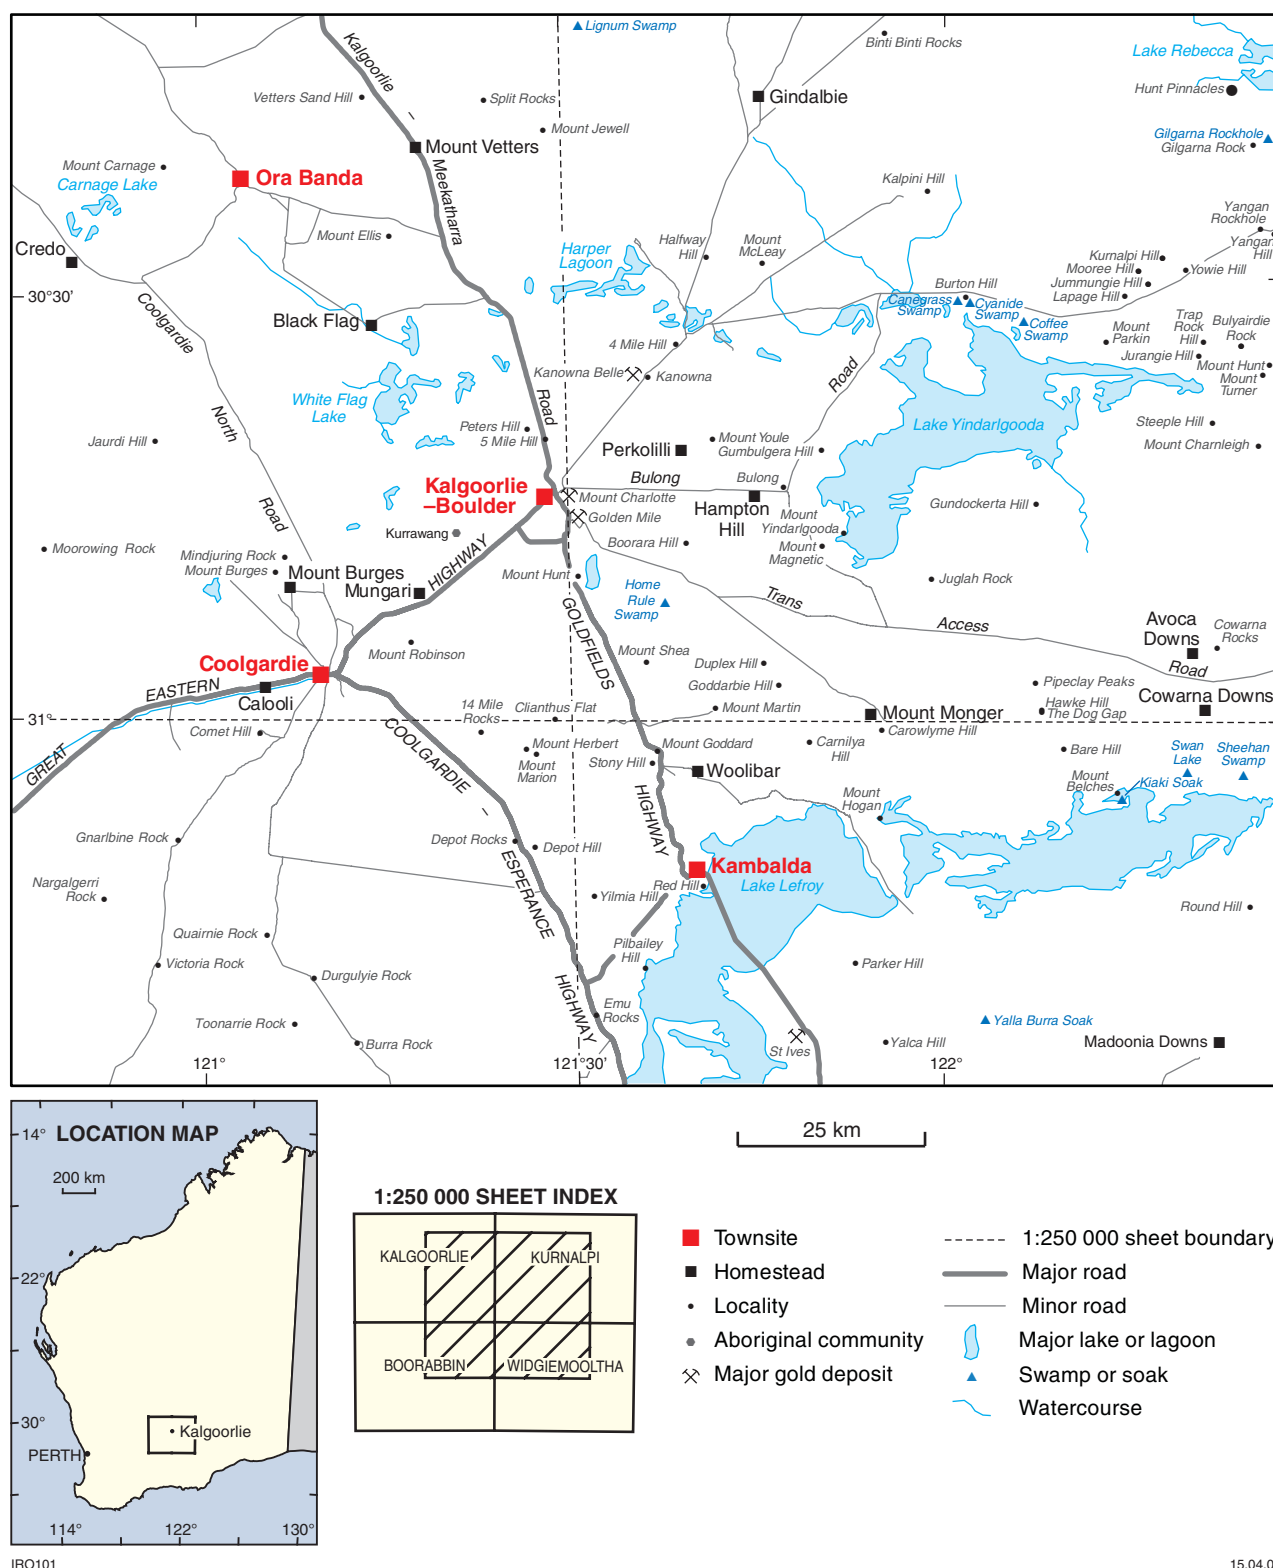 Lignum Swamp
Binti Binti Rocks
Lake Rebecca
Kalgoorlie
–
Meekatharra
Road
Vetters Sand Hill
Split Rocks
Gindalbie
Hunt Pinnacles
Mount Jewell
Mount Vetters
Gilgarna Rockhole
Gilgarna Rock
Mount Carnage
Carnage Lake
Ora Banda
Kalpini Hill
Yangan
Rockhole
Yangan
Hill
Credo
Mount Ellis
Harper
Lagoon
Halfway
Hill
Mount
McLeay
Kurnalpi Hill
Mooree Hill
Yowie Hill
Jummungie Hill
Lapage Hill
30°30'
Coolgardie
North
Road
Black Flag
Burton Hill
Canegrass
Swamp
Cyanide
Swamp
Coffee
Swamp
4 Mile Hill
Mount
Parkin
Trap
Rock
Hill
Bulyairdie
Rock
Jurangie Hill
Mount Hunt
Mount
Turner
Kanowna Belle
Kanowna
Road
White Flag
Lake
Lake Yindarlgooda
Peters Hill
5 Mile Hill
Jaurdi Hill
Perkolilli
Mount Youle
Gumbulgera Hill
Steeple Hill
Mount Charnleigh
Kalgoorlie
–Boulder
Bulong
Bulong
Mount Charlotte
Golden Mile
Hampton
Hill
Gundockerta Hill
Mount
Yindarlgooda
Mount
Magnetic
Kurrawang
Boorara Hill
Moorowing Rock
Mindjuring Rock
Mount Burges
Mount Burges
Mungari
HIGHWAY
Mount Hunt
Home
Rule
Swamp
Juglah Rock
Trans
Access
Road
GOLDFIELDS
HIGHWAY
Avoca
Downs
Cowarna
Rocks
Mount Robinson
Mount Shea
Duplex Hill
Goddarbie Hill
Coolgardie
EASTERN
GREAT
Calooli
Pipeclay Peaks
Hawke Hill
The Dog Gap
Cowarna Downs
31°
Comet Hill
COOLGARDIE
–
ESPERANCE
HIGHWAY
14 Mile
Rocks
Clianthus Flat
Mount Martin
Mount Monger
Carowlyme Hill
Mount Herbert
Mount
Marion
Mount Goddard
Stony Hill
Woolibar
Carnilya
Hill
Bare Hill
Swan
Lake
Sheehan
Swamp
Mount
Belches
Kiaki Soak
Mount
Hogan
Gnarlbine Rock
Depot Rocks
Depot Hill
Kambalda
Red Hill
Lake Lefroy
Nargalgerri
Rock
Yilmia Hill
Round Hill
Quairnie Rock
Pilbailey
Hill
Victoria Rock
Durgulyie Rock
Parker Hill
Toonarrie Rock
Emu
Rocks
Yalla Burra Soak
Burra Rock
St Ives
Yalca Hill
Madoonia Downs
121°
121°30'
122°
LOCATION MAP
14°
200 km
22°
30°
Kalgoorlie
PERTH
114°
122°
130°
25 km
1:250 000 SHEET INDEX
KALGOORLIE
KURNALPI
BOORABBIN
WIDGIEMOOLTHA
Townsite
Homestead
Locality
Aboriginal community
Major gold deposit
1:250 000 sheet boundary
Major road
Minor road
Major lake or lagoon
Swamp or soak
Watercourse
IRO101
15.04.0